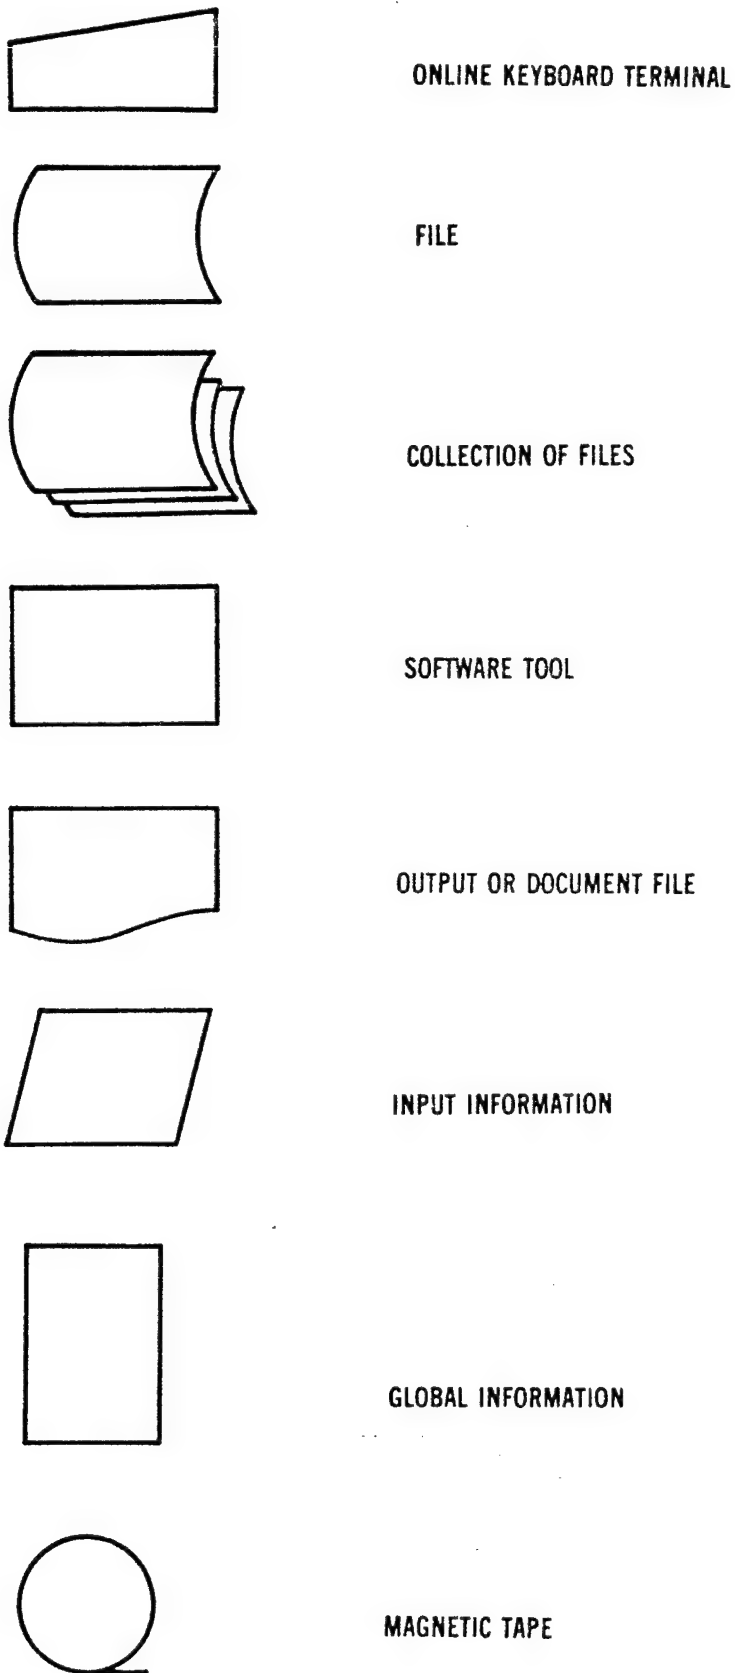 ONLINE KEYBOARD TERMINAL
FILE
COLLECTION OF FILES
SOFTWARE TOOL
OUTPUT OR DOCUMENT FILE
INPUT INFORMATION
GLOBAL INFORMATION
MAGNETIC TAPE